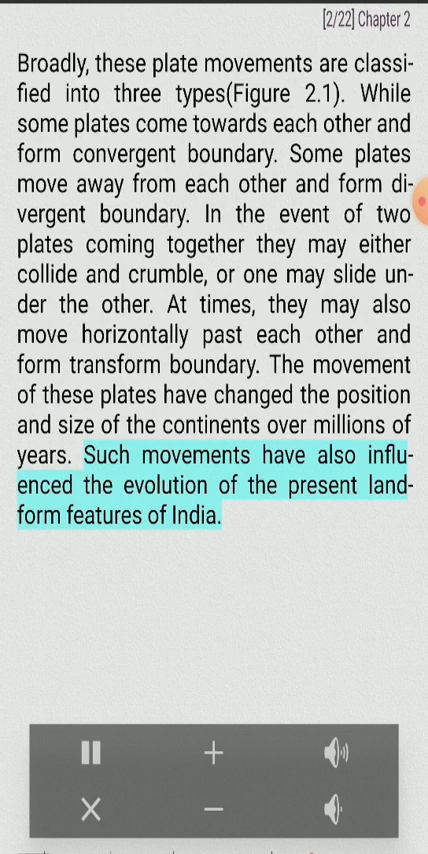 [2/22] Chapter 2
Broadly, these plate movements are classi-
fied into three types(Figure 2.1). While
some plates come towards each other and
form convergent boundary. Some plates
move away from each other and form di-
vergent boundary. In the event of two
plates coming together they may either
collide and crumble, or one may slide un-
der the other. At times, they may also
move horizontally past each other and
form transform boundary. The movement
of these plates have changed the position
and size of the continents over millions of
years. Such movements have also influ-
enced the evolution of the present land-
form features of India.